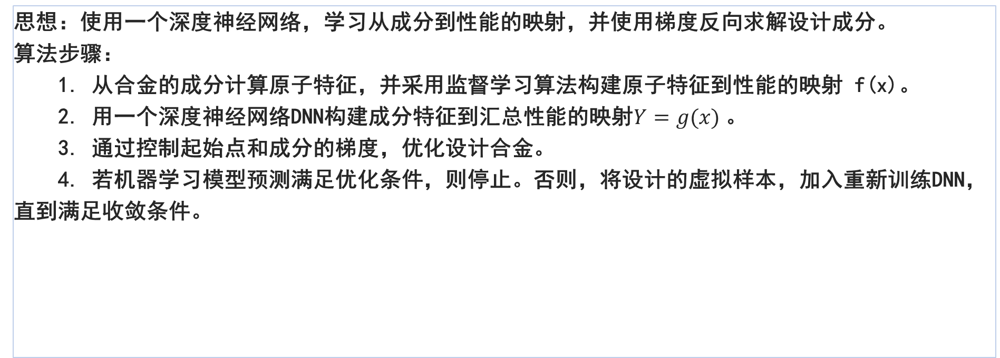 思想：使用一个深度神经网络，学习从成分到性能的映射，并使用梯度反向求解设计成分。
算法步骤：
1. 从合金的成分计算原子特征，并采用监督学习算法构建原子特征到性能的映射 f(x)。
2. 用一个深度神经网络DNN构建成分特征到汇总性能的映射Y = g(x) 。
3. 通过控制起始点和成分的梯度，优化设计合金。
4. 若机器学习模型预测满足优化条件，则停止。否则，将设计的虚拟样本，加入重新训练DNN，
直到满足收敛条件。